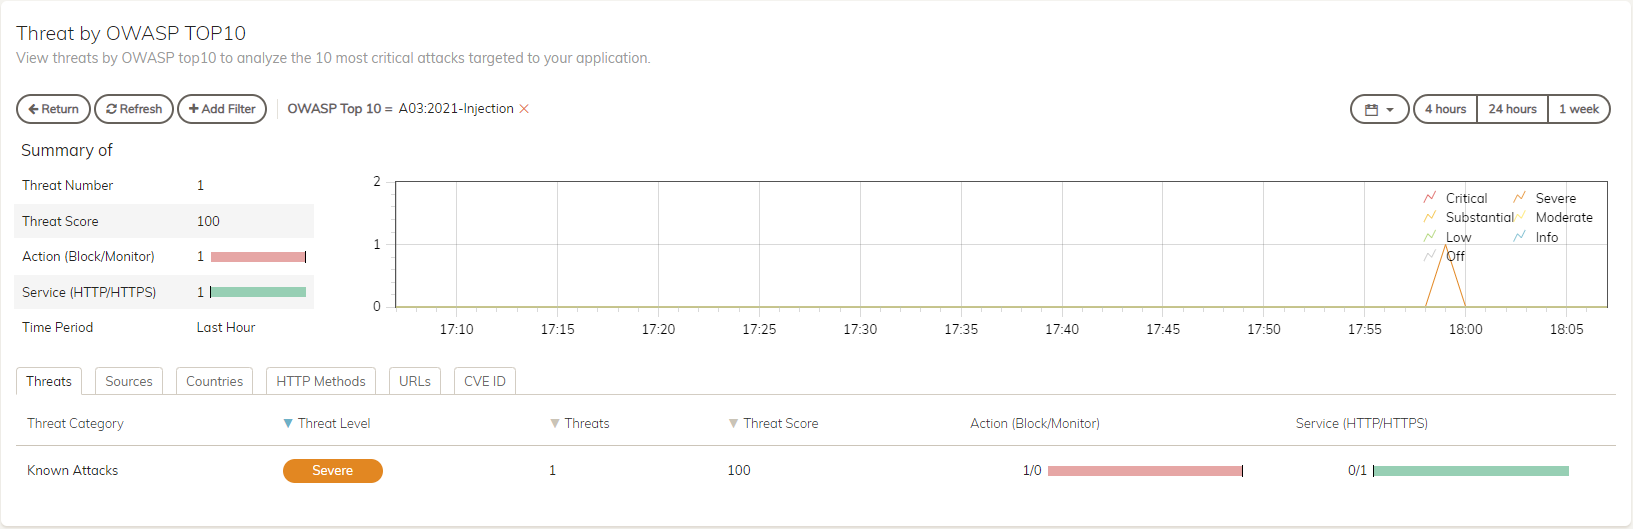 Threat by OWASP TOP10
View threats by OWASP top10 to analyze the 10 most critical attacks targeted to your application.
Return Refresh Add Filter OWASP Top 10 = A03:2021-Injection × 4 hours 24 hours 1 week
Summary of
Threat Number 1
Threat Score 100
Action (Block/Monitor) 1
Service (HTTP/HTTPS) 1
Time Period Last Hour
2
1
0
Critical Severe
Substantial Moderate
Low Info
Off
17:10 17:15 17:20 17:25 17:30 17:35 17:40 17:45 17:50 17:55 18:00 18:05
Threats Sources Countries HTTP Methods URLs CVE ID
Threat Category Threat Level Threats Threat Score Action (Block/Monitor) Service (HTTP/HTTPS)
Known Attacks Severe 1 100 1/0 0/1